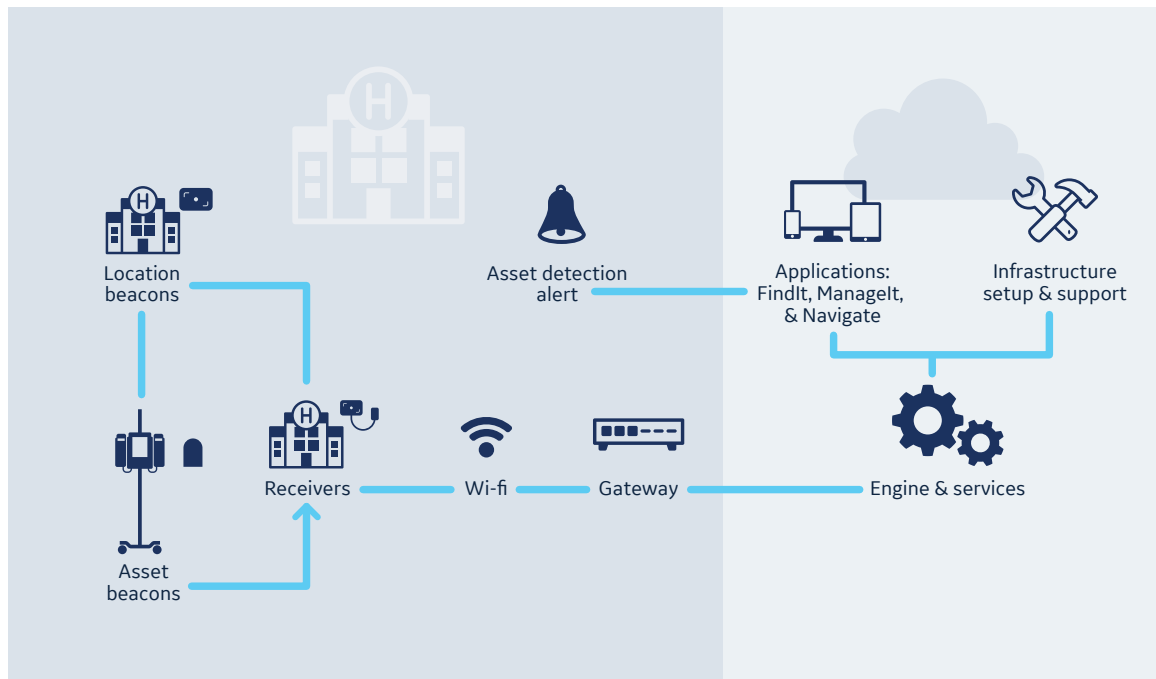 H
H
Location
beacons
Asset detection
alert
Applications:
FindIt, ManageIt,
& Navigate
Infrastructure
setup & support
H
Receivers
Wi-fi
Gateway
Engine & services
Asset
beacons